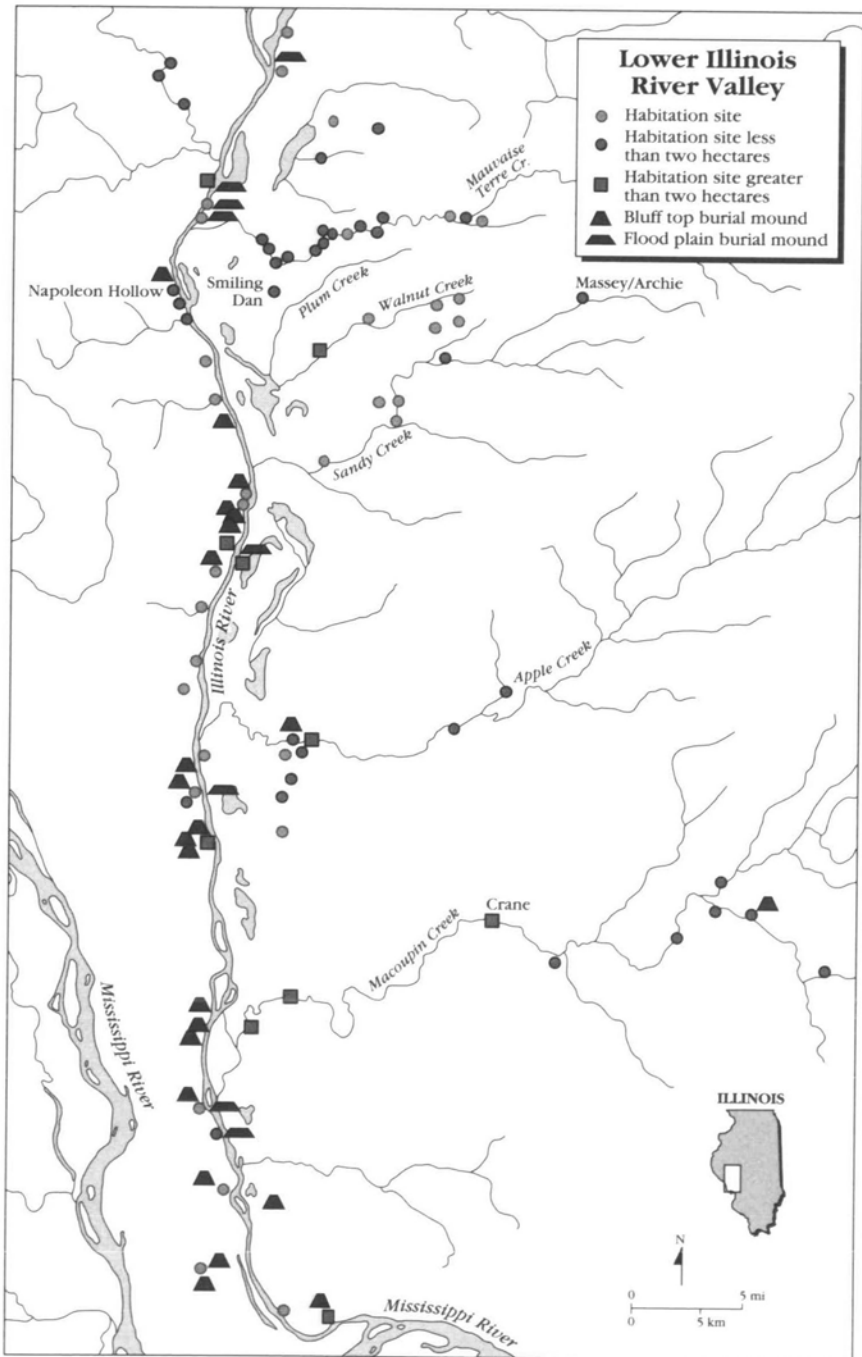 Lower Illinois
River Valley
Habitation site
Habitation site less
than two hectares
Habitation site greater
than two hectares
Bluff top burial mound
Flood plain burial mound
Mauvaise
Terre Cr.
Napoleon Hollow
Smiling
Dan
Plum Creek
Walnut Creek
Massey/Archie
Sandy Creek
Illinois River
Apple Creek
Crane
Macoupin Creek
Mississippi River
ILLINOIS
N
0 5 mi
0 5 km
Mississippi River